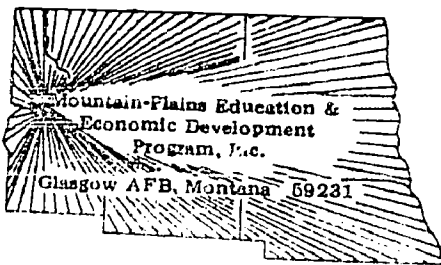 Mountain-Plains Education &
Economic Development
Program, Inc.
Glasgow AFB, Montana 59231